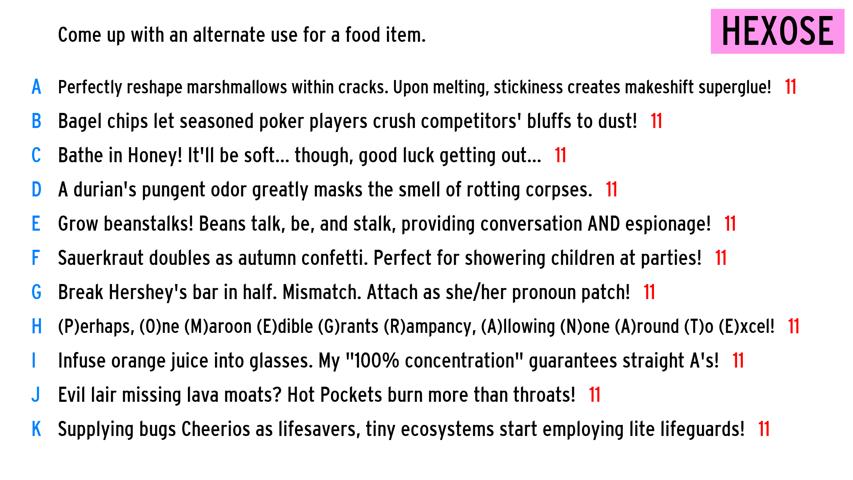 Come up with an alternate use for a food item.
HEXOSE
A Perfectly reshape marshmallows within cracks. Upon melting, stickiness creates makeshift superglue! 11
B Bagel chips let seasoned poker players crush competitors' bluffs to dust! 11
C Bathe in Honey! It'll be soft... though, good luck getting out... 11
D A durian's pungent odor greatly masks the smell of rotting corpses. 11
E Grow beanstalks! Beans talk, be, and stalk, providing conversation AND espionage! 11
F Sauerkraut doubles as autumn confetti. Perfect for showering children at parties! 11
G Break Hershey's bar in half. Mismatch. Attach as she/her pronoun patch! 11
H (P)erhaps, (O)ne (M)aroon (E)dible (G)rants (R)ampancy, (A)llowing (N)one (A)round (T)o (E)xcel! 11
I Infuse orange juice into glasses. My "100% concentration" guarantees straight A's! 11
J Evil lair missing lava moats? Hot Pockets burn more than throats! 11
K Supplying bugs Cheerios as lifesavers, tiny ecosystems start employing lite lifeguards! 11